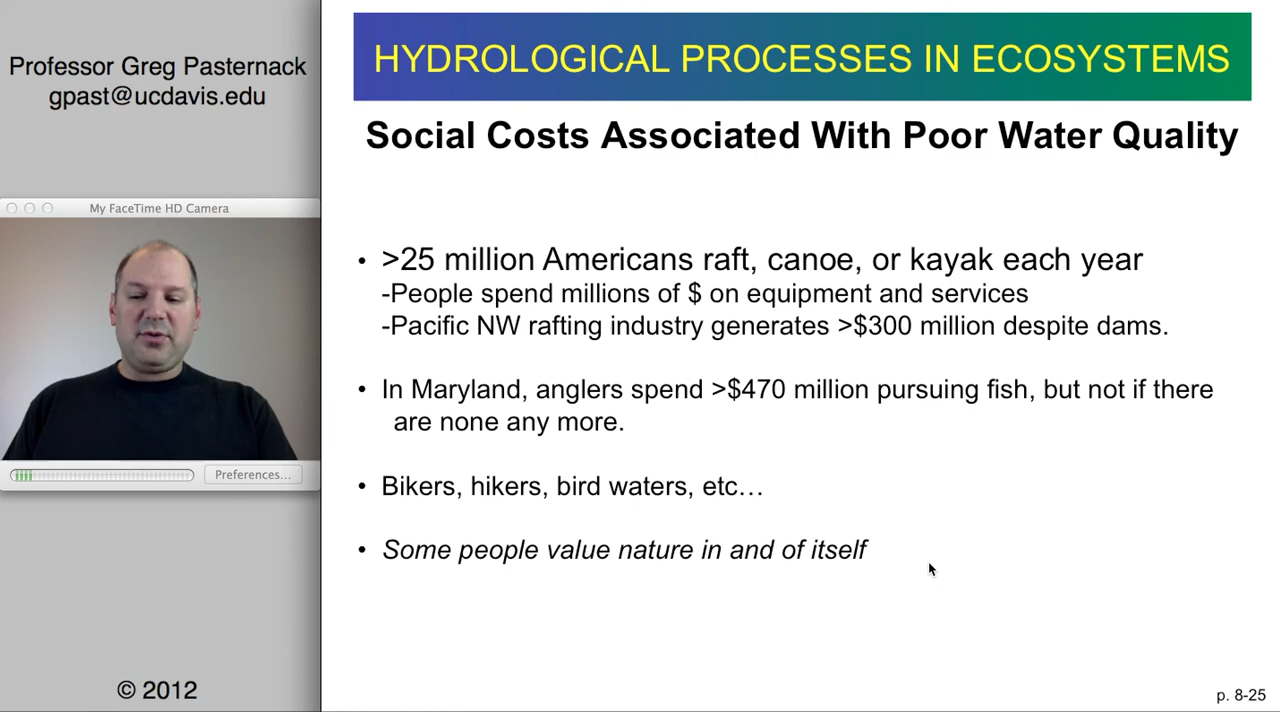 Professor Greg Pasternack
gpast@ucdavis.edu
My FaceTime HD Camera
Preferences...
© 2012
HYDROLOGICAL PROCESSES IN ECOSYSTEMS
Social Costs Associated With Poor Water Quality
• >25 million Americans raft, canoe, or kayak each year
-People spend millions of $ on equipment and services
-Pacific NW rafting industry generates >$300 million despite dams.
• In Maryland, anglers spend >$470 million pursuing fish, but not if there
are none any more.
• Bikers, hikers, bird waters, etc…
• Some people value nature in and of itself
p. 8-25